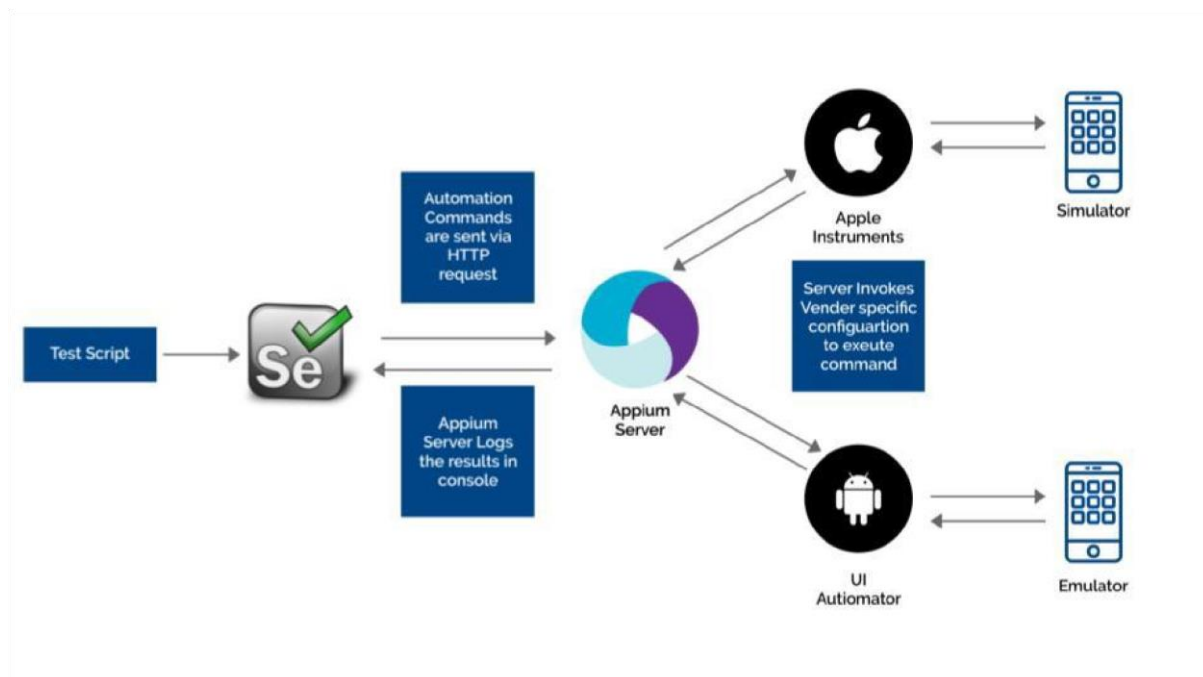 Test Script
Se
Automation
Commands
are sent via
HTTP
request
Appium
Server Logs
the results in
console
Appium
Server
Apple
Instruments
Server Invokes
Vender specific
configuartion
to exeute
command
UI
Autiomator
Simulator
Emulator